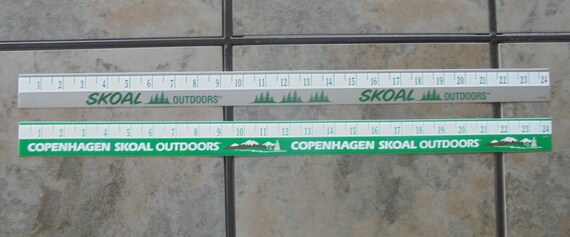 1 2 3 4 5 6 7 8 9 10 11 12 13 14 15 16 17 18 19 20 21 22 23 24
SKOAL OUTDOORS SKOAL OUTDOORS
1 2 3 4 5 6 7 8 9 10 11 12 13 14 15 16 17 18 19 20 21 22 23 24
COPENHAGEN SKOAL OUTDOORS COPENHAGEN SKOAL OUTDOORS